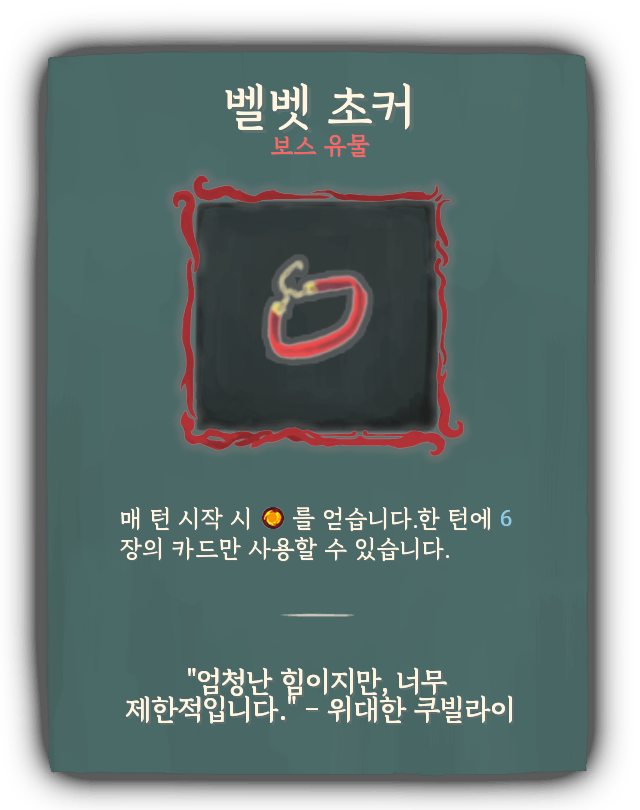 벨벳 초커
보스 유물
매 턴 시작 시 를 얻습니다.한 턴에 6
장의 카드만 사용할 수 있습니다.
"엄청난 힘이지만, 너무
제한적입니다." - 위대한 쿠빌라이